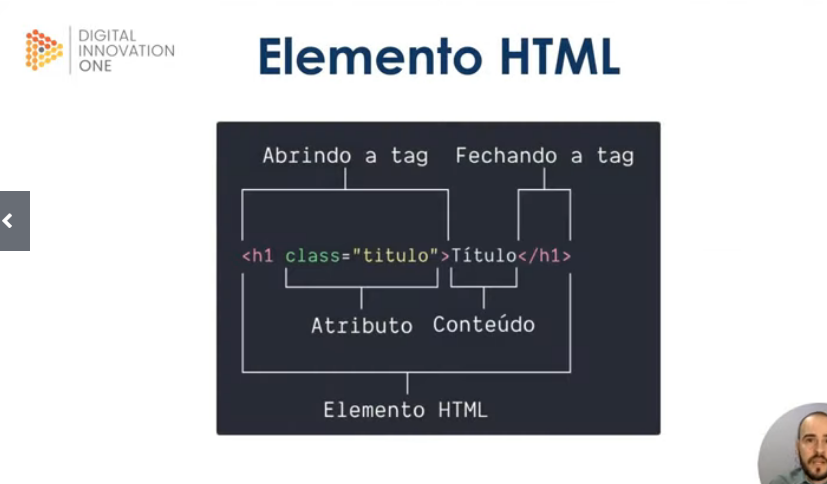 DIGITAL
INNOVATION
ONE
Elemento HTML
Abrindo a tag Fechando a tag
<h1 class="titulo">Título</h1>
Atributo Conteúdo
Elemento HTML